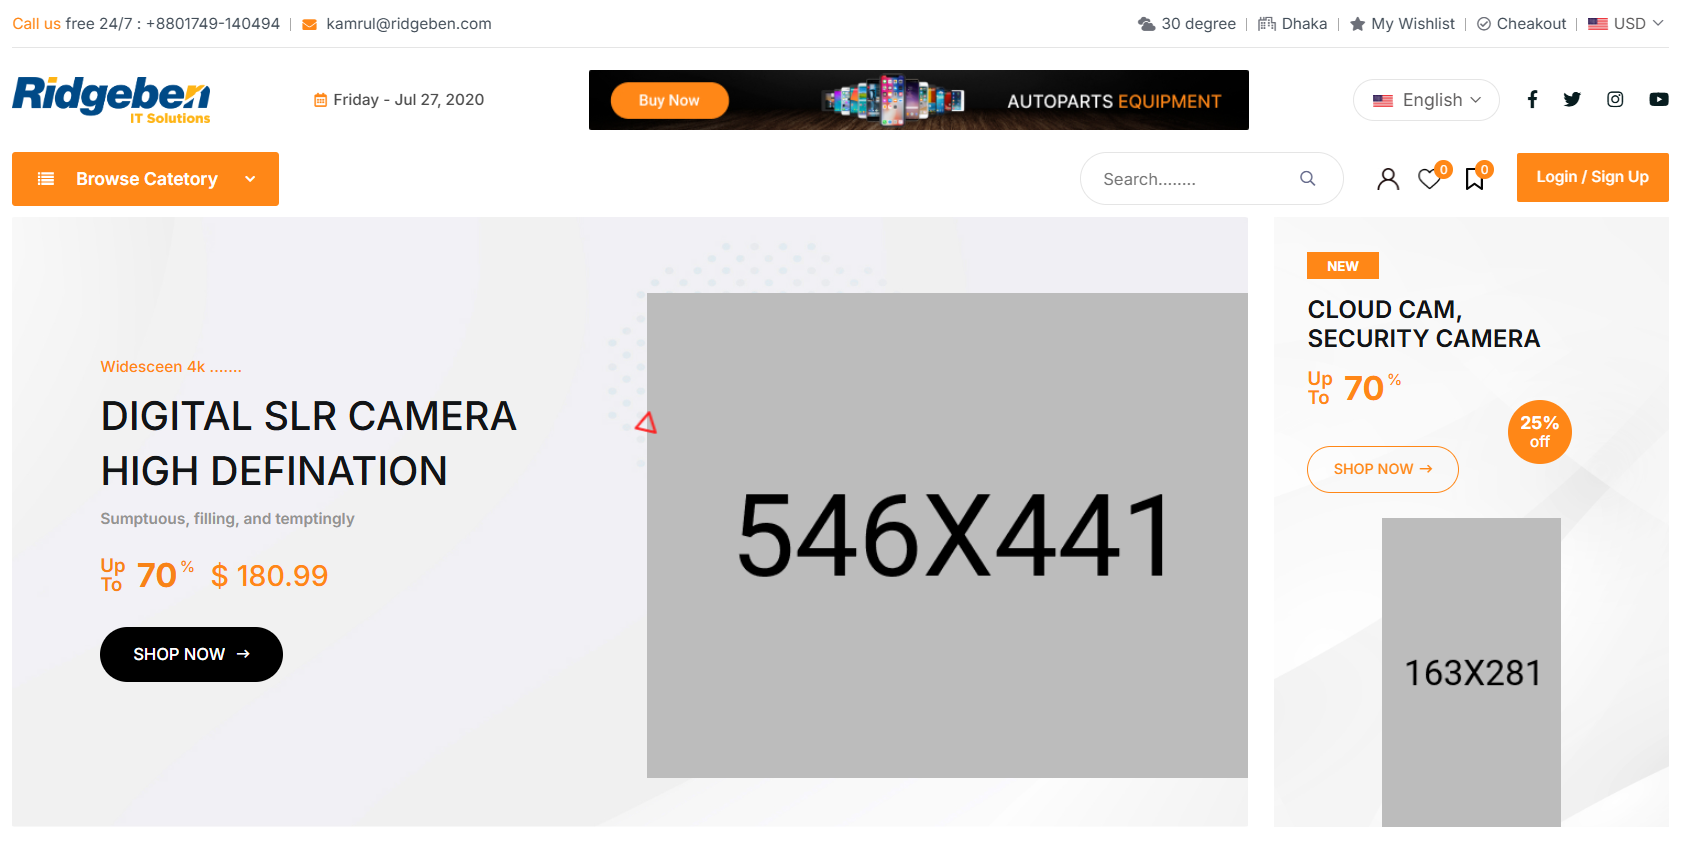 Call us free 24/7 : +8801749-140494
kamrul@ridgeben.com
30 degree
Dhaka
My Wishlist
Cheakout
USD
Ridgeben
IT Solutions
Friday - Jul 27, 2020
Buy Now
AUTOPARTS EQUIPMENT
English
Browse Catetory
Search........
0
0
Login / Sign Up
Widesceen 4k .......
DIGITAL SLR CAMERA
HIGH DEFINATION
Sumptuous, filling, and temptingly
Up To 70 % $ 180.99
SHOP NOW
546X441
NEW
CLOUD CAM,
SECURITY CAMERA
Up To 70 %
25%
off
SHOP NOW
163X281